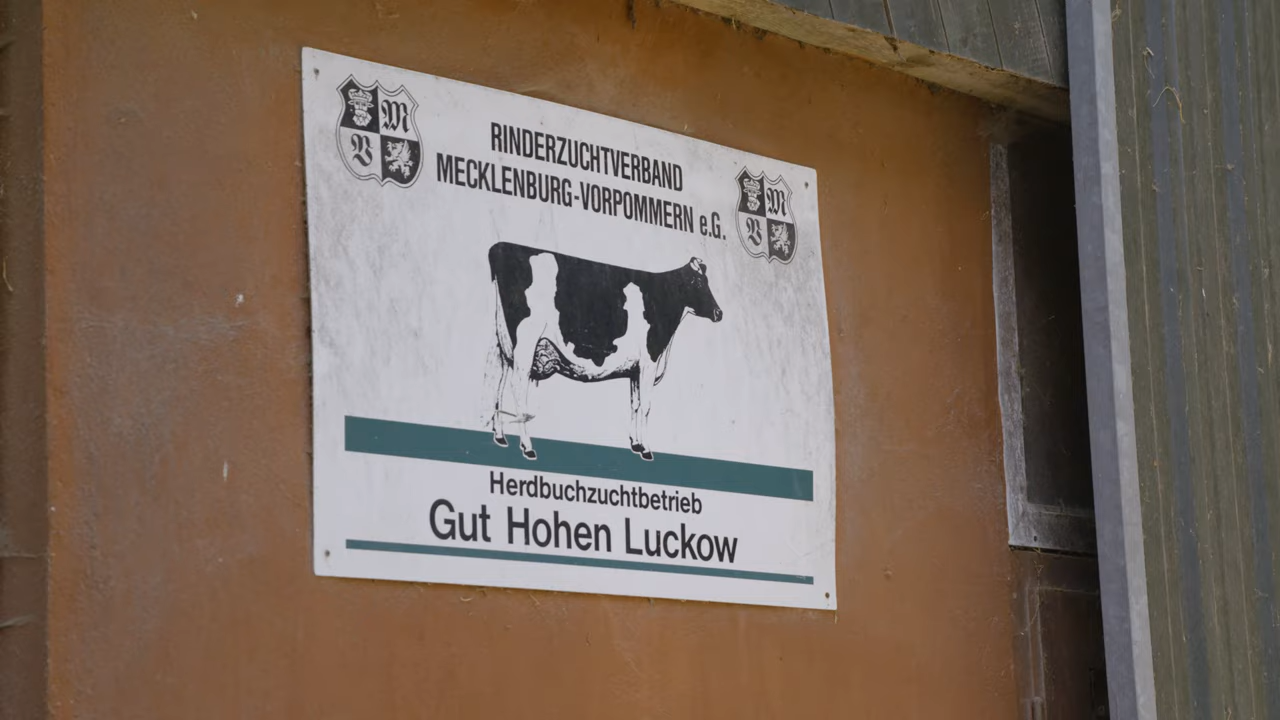 M
V
RINDERZUCHTVERBAND
MECKLENBURG-VORPOMMERN e.G.
M
V
Herdbuchzuchtbetrieb
Gut Hohen Luckow